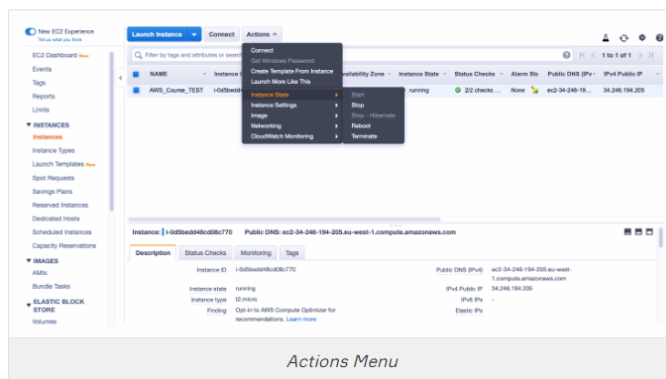 New EC2 Experience
Tell us what you think
Launch Instance Connect Actions
EC2 Dashboard New
Events
Tags
Reports
Limits
INSTANCES
Instances
Instance Types
Launch Templates New
Spot Requests
Savings Plans
Reserved Instances
Dedicated Hosts
Scheduled Instances
Capacity Reservations
IMAGES
AMIs
Bundle Tasks
ELASTIC BLOCK
STORE
Volumes
Filter by tags and attributes or search
1 to 1 of 1
NAME Instance Availability Zone Instance State Status Checks Alarm Sta Public DNS (IPv IPv4 Public IP
AWS_Course_TEST running 2/2 checks ... None ec2-34-246-19... 34.246.194.205
Connect
Get Windows Password
Create Template From Instance
Launch More Like This
Instance State
Instance Settings
Image
Networking
CloudWatch Monitoring
Start
Stop
Stop - Hibernate
Reboot
Terminate
Instance: i-0d5bedd48cd08c770 Public DNS: ec2-34-246-194-205.eu-west-1.compute.amazonaws.com
Description Status Checks Monitoring Tags
Instance ID i-0d5bedd48cd08c770 Public DNS (IPv4) ec2-34-246-194-205.eu-west-
1.compute.amazonaws.com
Instance state running IPv4 Public IP 34.246.194.205
Instance type t2.micro IPv6 IPs -
Finding Opt-in to AWS Compute Optimizer for Elastic IPs
recommendations. Learn more
Actions Menu